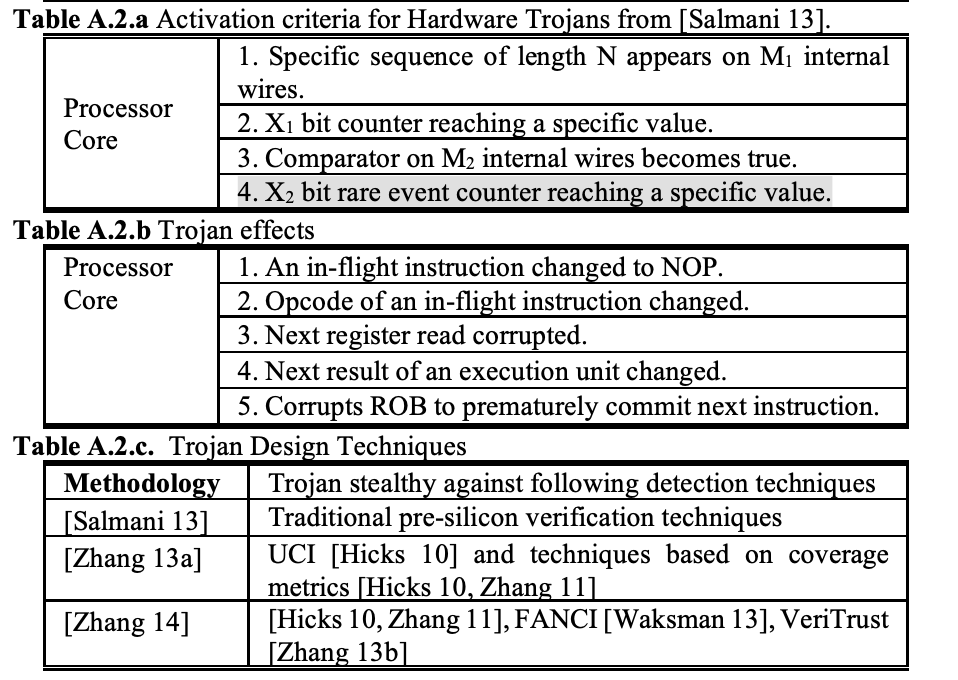 Table A.2.a Activation criteria for Hardware Trojans from [Salmani 13].
Processor Core
1. Specific sequence of length N appears on M₁ internal
wires.
2. X₁ bit counter reaching a specific value.
3. Comparator on M₂ internal wires becomes true.
4. X₂ bit rare event counter reaching a specific value.
Table A.2.b Trojan effects
Processor Core
1. An in-flight instruction changed to NOP.
2. Opcode of an in-flight instruction changed.
3. Next register read corrupted.
4. Next result of an execution unit changed.
5. Corrupts ROB to prematurely commit next instruction.
Table A.2.c. Trojan Design Techniques
Methodology Trojan stealthy against following detection techniques
[Salmani 13] Traditional pre-silicon verification techniques
[Zhang 13a] UCI [Hicks 10] and techniques based on coverage
metrics [Hicks 10, Zhang 11]
[Zhang 14] [Hicks 10, Zhang 11], FANCI [Waksman 13], VeriTrust
[Zhang 13b]